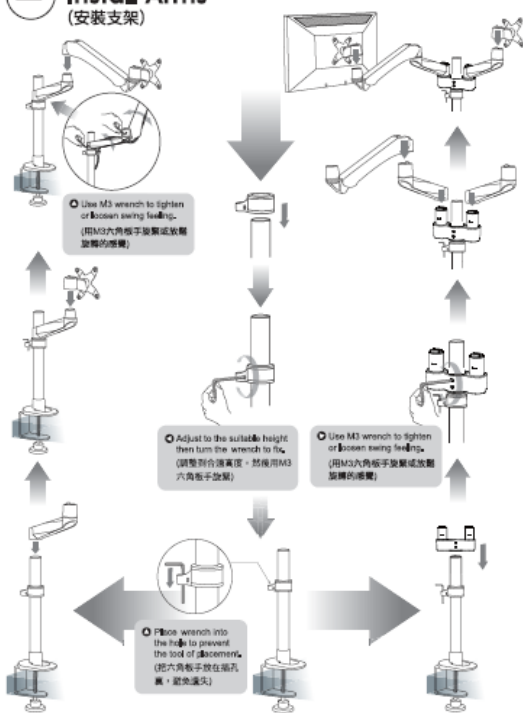 Install Arms
(安裝支架)
Use M3 wrench to tighten
or loosen swing feeling.
(用M3六角板手旋緊或放鬆
旋轉的感覺)
Adjust to the suitable height
then turn the wrench to fix.
(調整到合適高度,然後用M3
六角板手旋緊)
Use M3 wrench to tighten
or loosen swing feeling.
(用M3六角板手旋緊或放鬆
旋轉的感覺)
Place wrench into
the hole to prevent
the tool of placement.
(把六角板手放在插孔
裏,避免遺失)